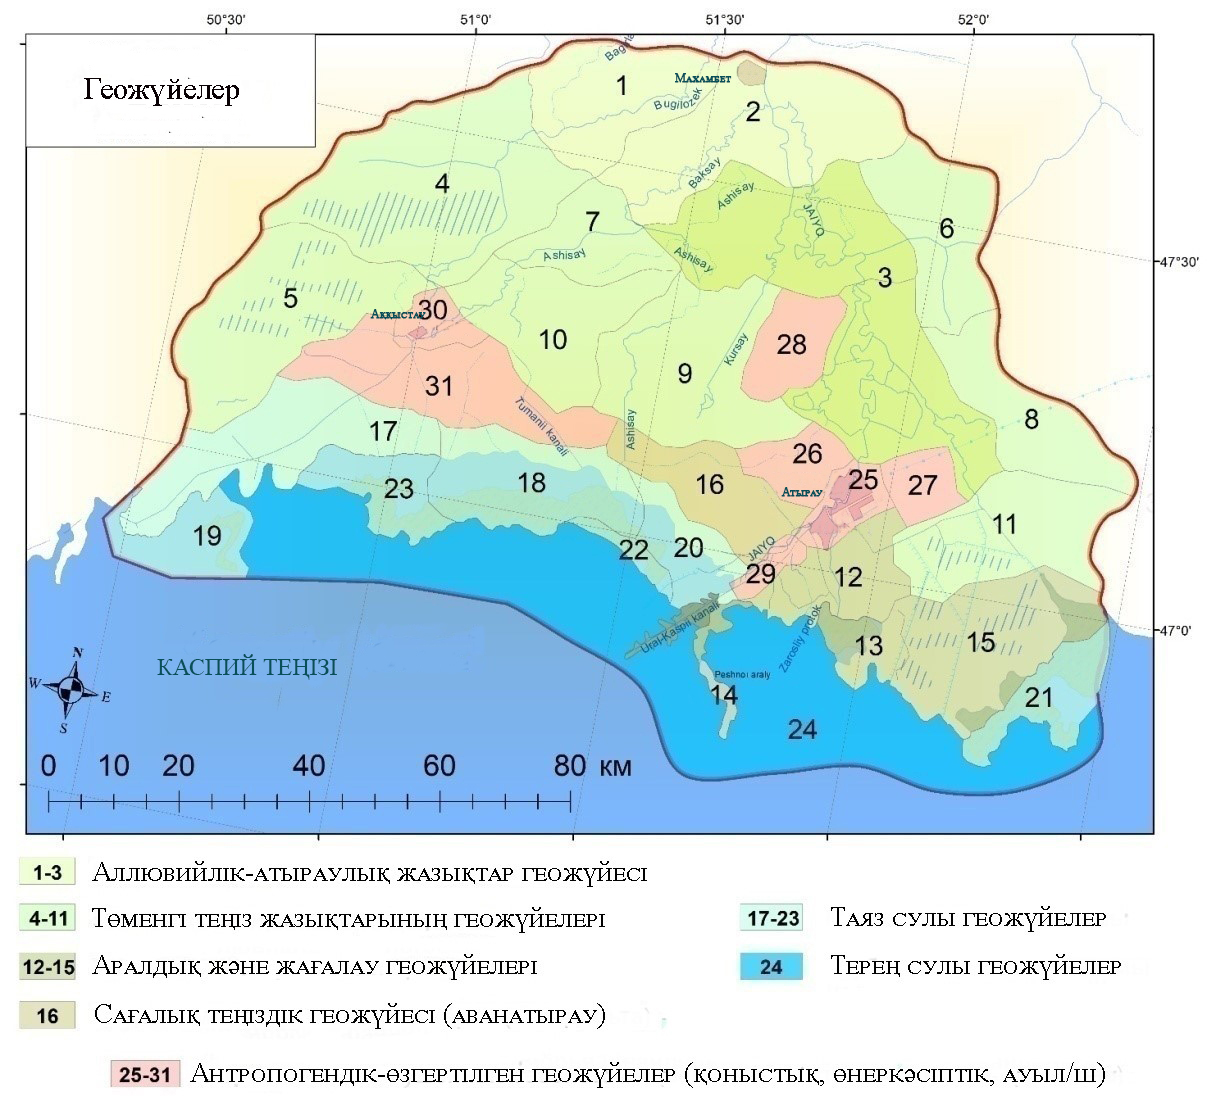 50°30' 51°0' 51°30' 52°0'
Геожүйелер
1
Махамбет
2
Bugilozek
4
Baksay
Ashisay
JAIYQ
7
6
Ashisay
Ashisay
47°30'
3
5
30
Аққыстау
10
Kursay
28
9
31
8
Tumanli kanali
Ashisay
17
26
16
25
27
18
23
Атырау
11
19
22
20
JAIYQ
29
12
Ural-Kaspii kanali
Zarosliy protok
13
15
47°0'
КАСПИЙ ТЕҢІЗІ
Peshnoi araly
14
21
24
N
W E
S
0 10 20 40 60 80 км
1-3 Аллювийлік-атыраулық жазықтар геожүйесі
4-11 Төменгі теңіз жазықтарының геожүйелері
17-23 Таяз сулы геожүйелер
12-15 Аралдық және жағалау геожүйелері
24 Терең сулы геожүйелер
16 Сағалық теңіздік геожүйесі (аванатырау)
25-31 Антропогендік-өзгертілген геожүйелер (қоныстық, өнеркәсіптік, ауыл/ш)